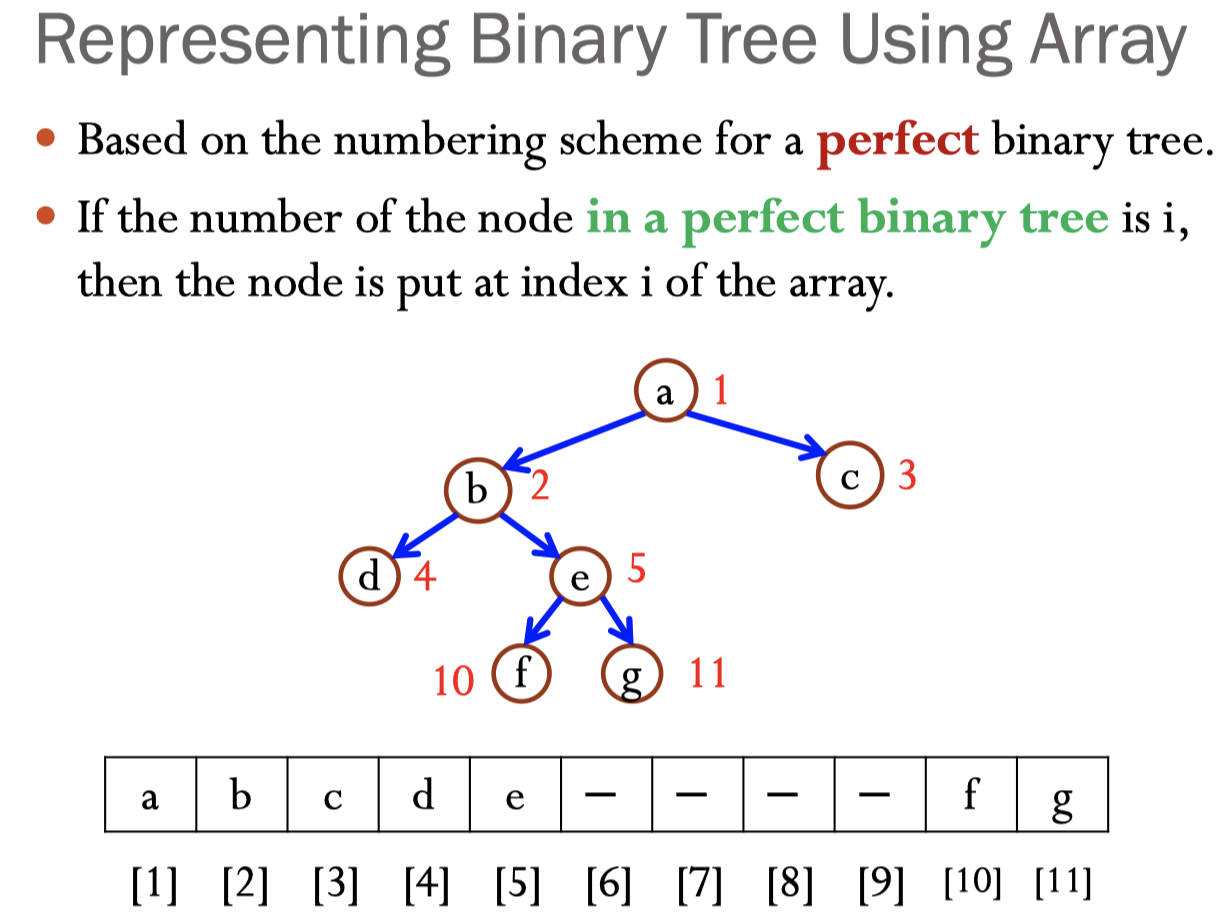 Representing Binary Tree Using Array
• Based on the numbering scheme for a perfect binary tree.
• If the number of the node in a perfect binary tree is i,
then the node is put at index i of the array.
a 1
b 2
c 3
d 4
e 5
10 f
g 11
a b c d e — — — — f g
[1] [2] [3] [4] [5] [6] [7] [8] [9] [10] [11]